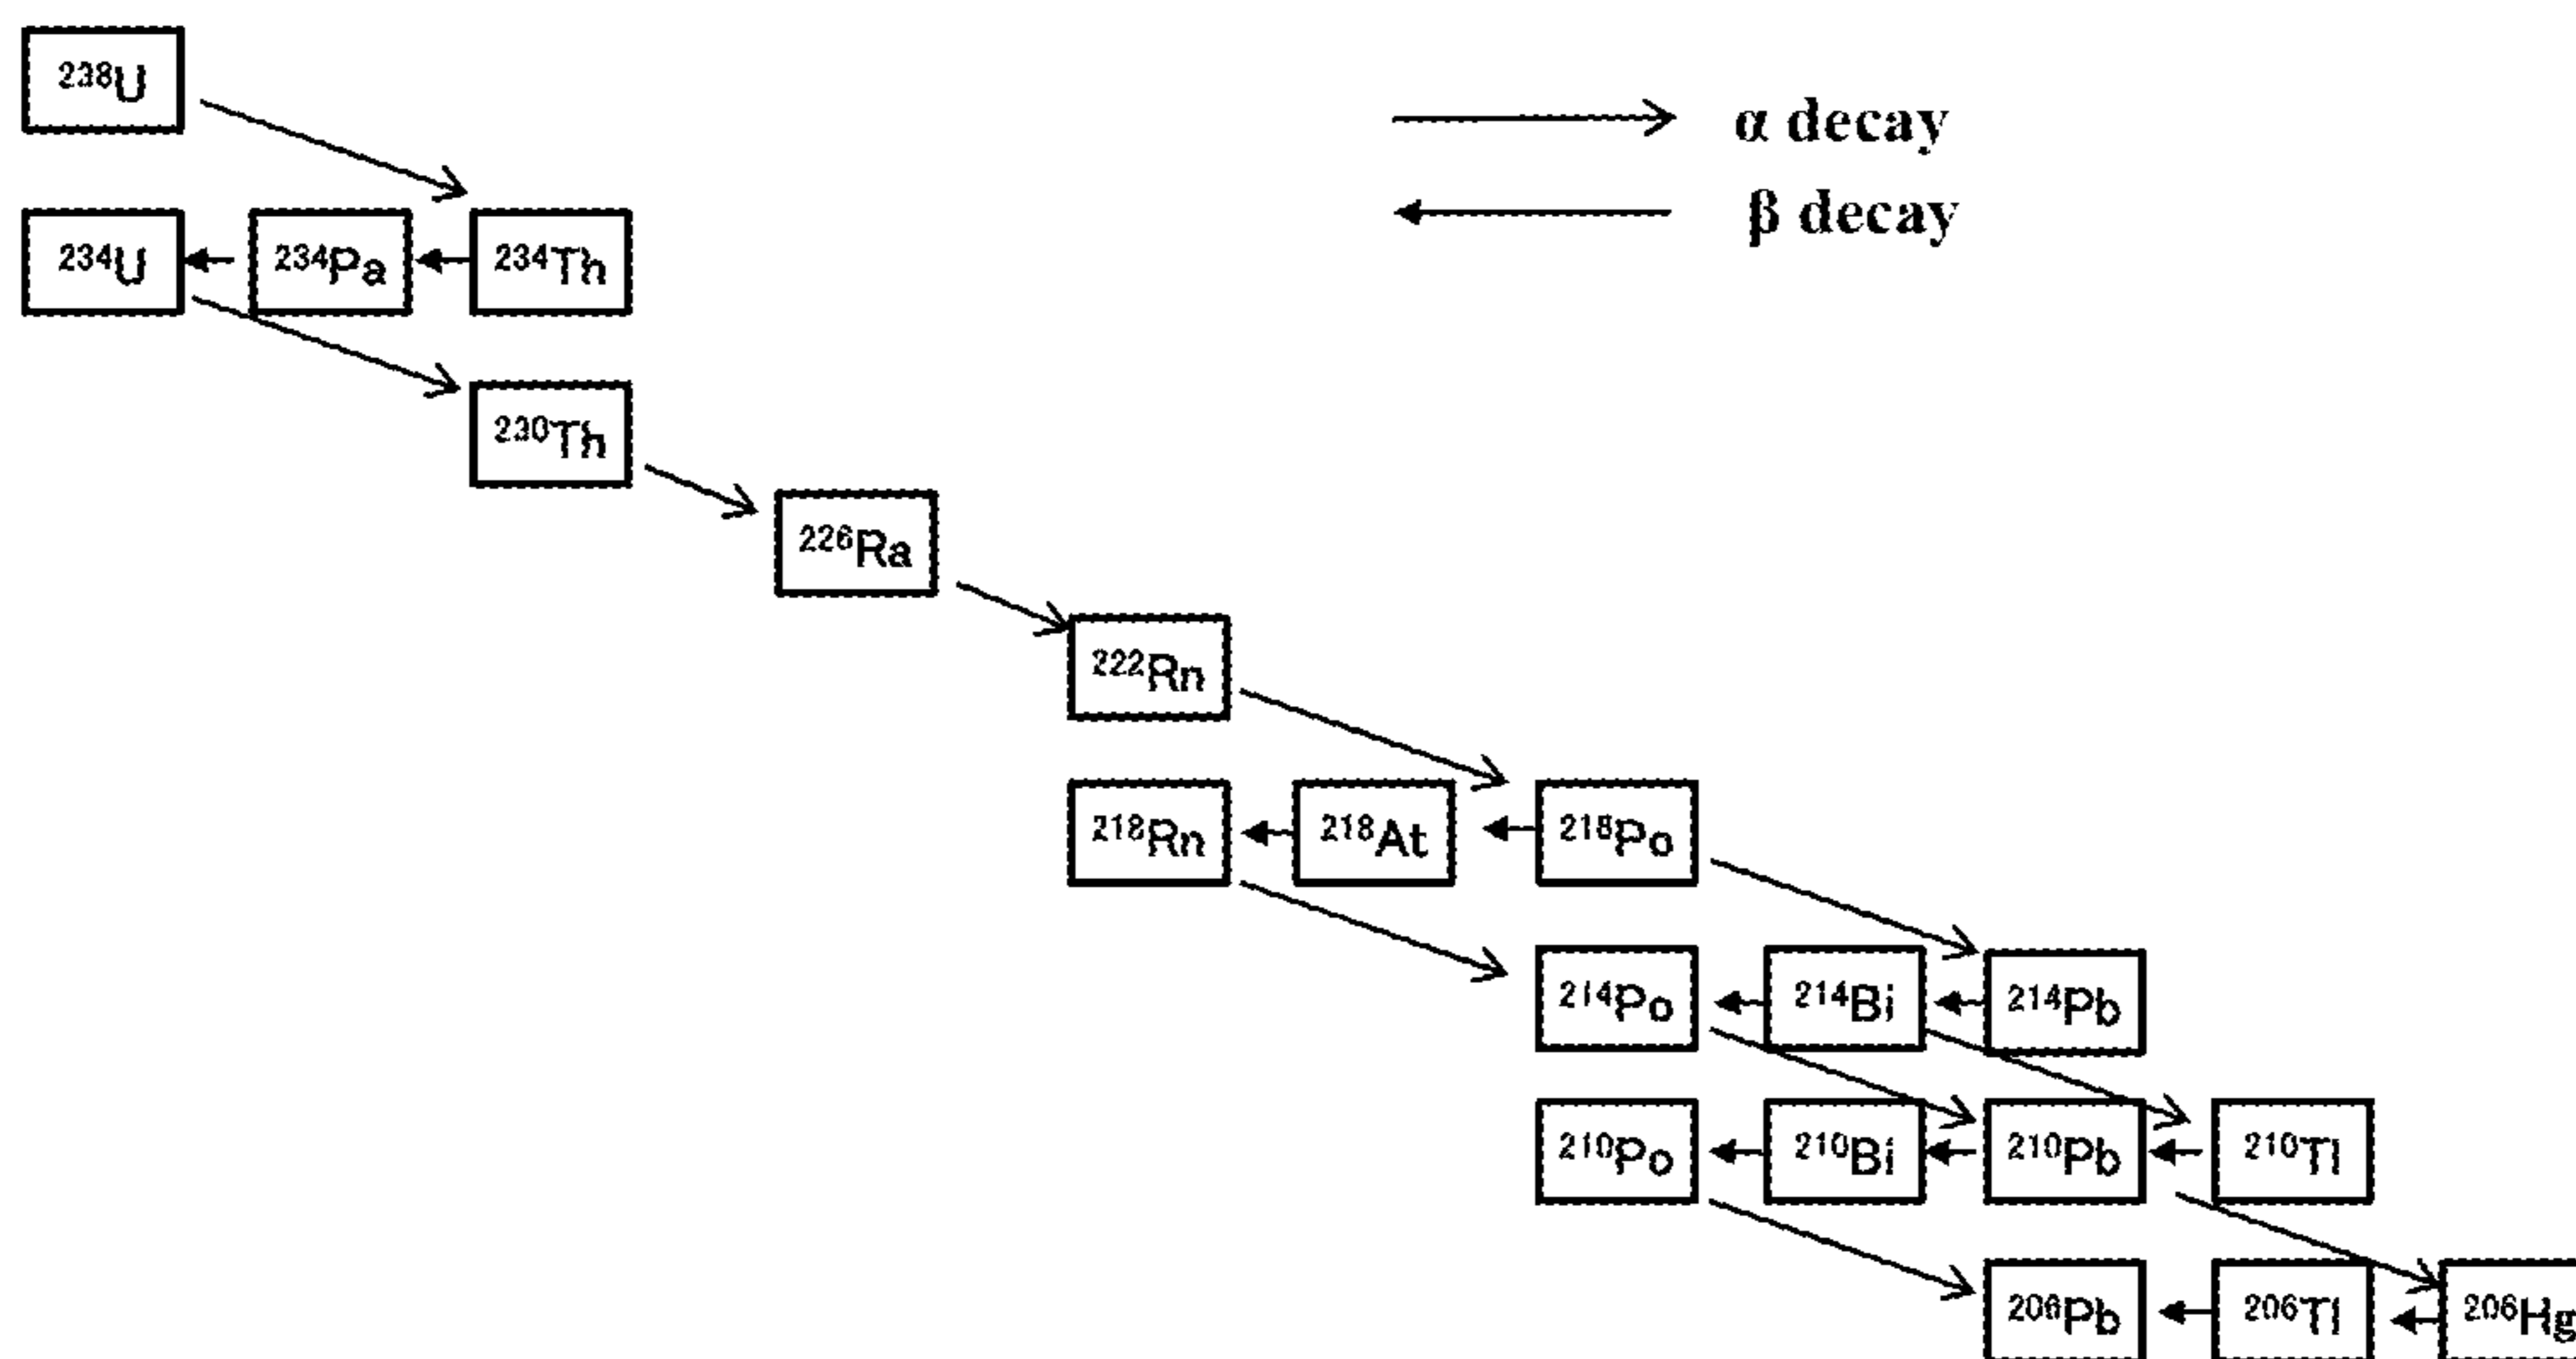 ²³⁸U
α decay
β decay
²³⁴U ²³⁴Pa ²³⁴Th
²³⁰Th
²²⁶Ra
²²²Rn
²¹⁸Rn ²¹⁸At ²¹⁸Po
²¹⁴Po ²¹⁴Bi ²¹⁴Pb
²¹⁰Po ²¹⁰Bi ²¹⁰Pb ²¹⁰Tl
²⁰⁶Pb ²⁰⁶Tl ²⁰⁶Hg